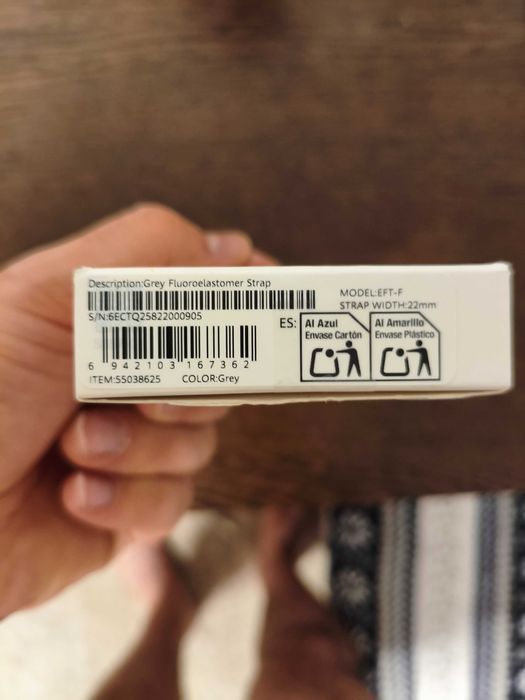 Description:Grey Fluoroelastomer Strap
MODEL:EFT-F
STRAP WIDTH:22mm
S/N:6ECTQ25822000905
ES:
Al Azul
Envase Cartón
Al Amarillo
Envase Plástico
6 942103 167362
ITEM:55038625
COLOR:Grey